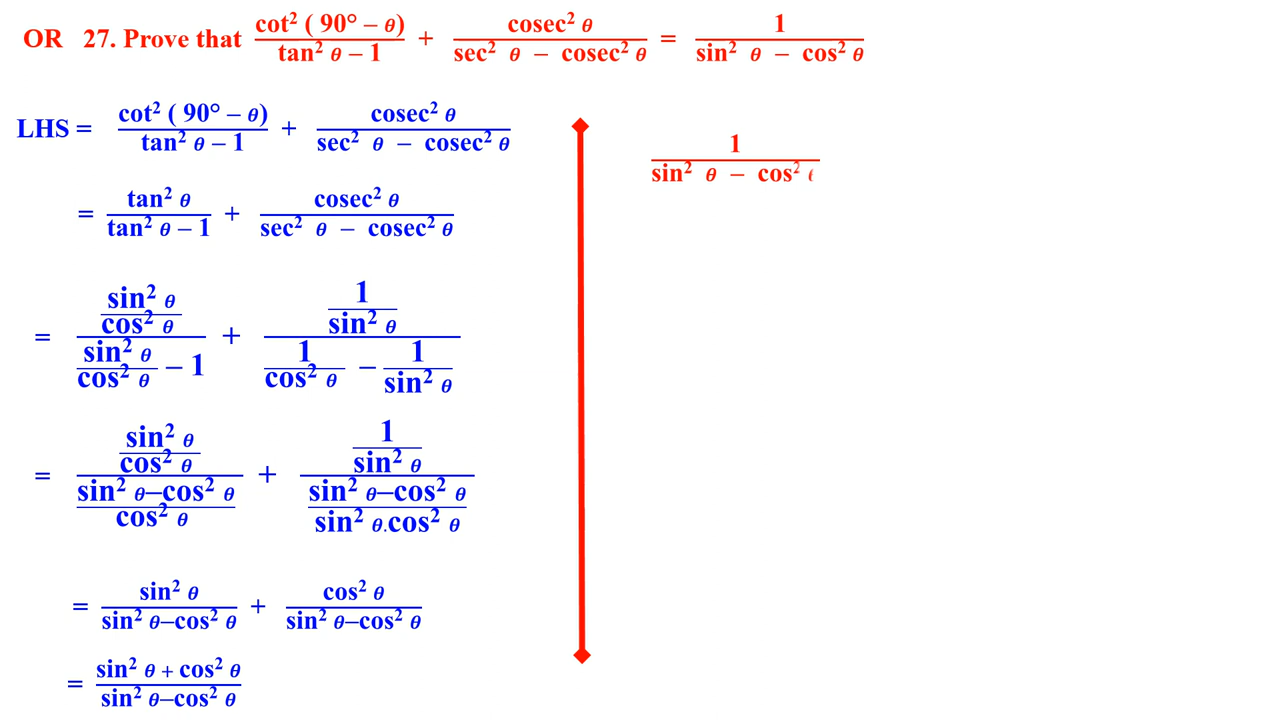 OR 27. Prove that cot² ( 90° – θ) / tan² θ – 1 + cosec² θ / sec² θ – cosec² θ = 1 / sin² θ – cos² θ
LHS = cot² ( 90° – θ) / tan² θ – 1 + cosec² θ / sec² θ – cosec² θ
= tan² θ / tan² θ – 1 + cosec² θ / sec² θ – cosec² θ
= (sin² θ / cos² θ) / (sin² θ / cos² θ – 1) + (1 / sin² θ) / (1 / cos² θ – 1 / sin² θ)
= (sin² θ / cos² θ) / (sin² θ–cos² θ / cos² θ) + (1 / sin² θ) / (sin² θ–cos² θ / sin² θ.cos² θ)
= sin² θ / sin² θ–cos² θ + cos² θ / sin² θ–cos² θ
= sin² θ + cos² θ / sin² θ–cos² θ
1 / sin² θ – cos²